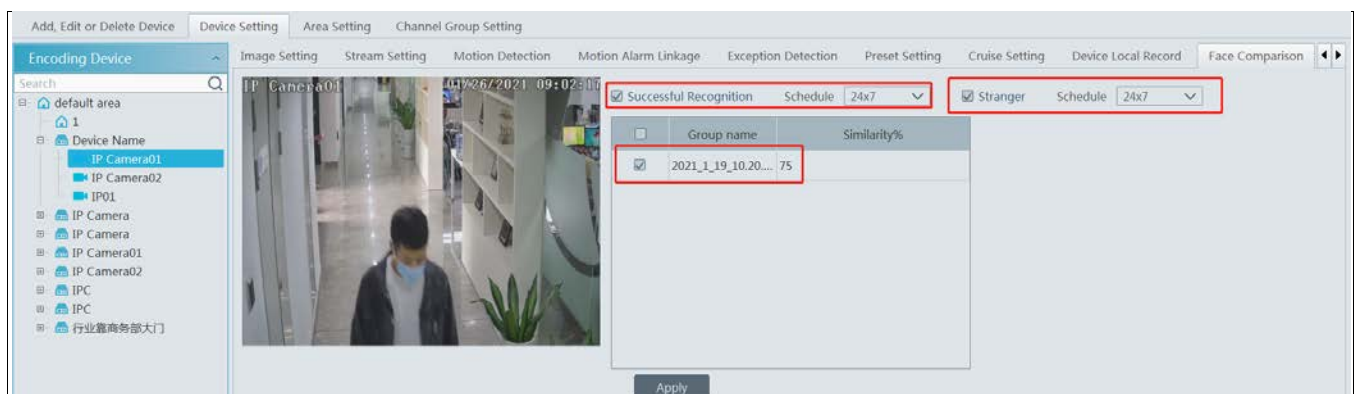 Add, Edit or Delete Device Device Setting Area Setting Channel Group Setting
Encoding Device Image Setting Stream Setting Motion Detection Motion Alarm Linkage Exception Detection Preset Setting Cruise Setting Device Local Record Face Comparison
Search
default area
1
Device Name
IP Camera01
IP Camera02
IP01
IP Camera
IP Camera
IP Camera01
IP Camera02
IPC
IPC
行业靠商务部大门
IP Camera01 01/26/2021 09:02:17
Successful Recognition Schedule 24x7
Stranger Schedule 24x7
Group name Similarity%
2021_1_19_10.20.... 75
Apply